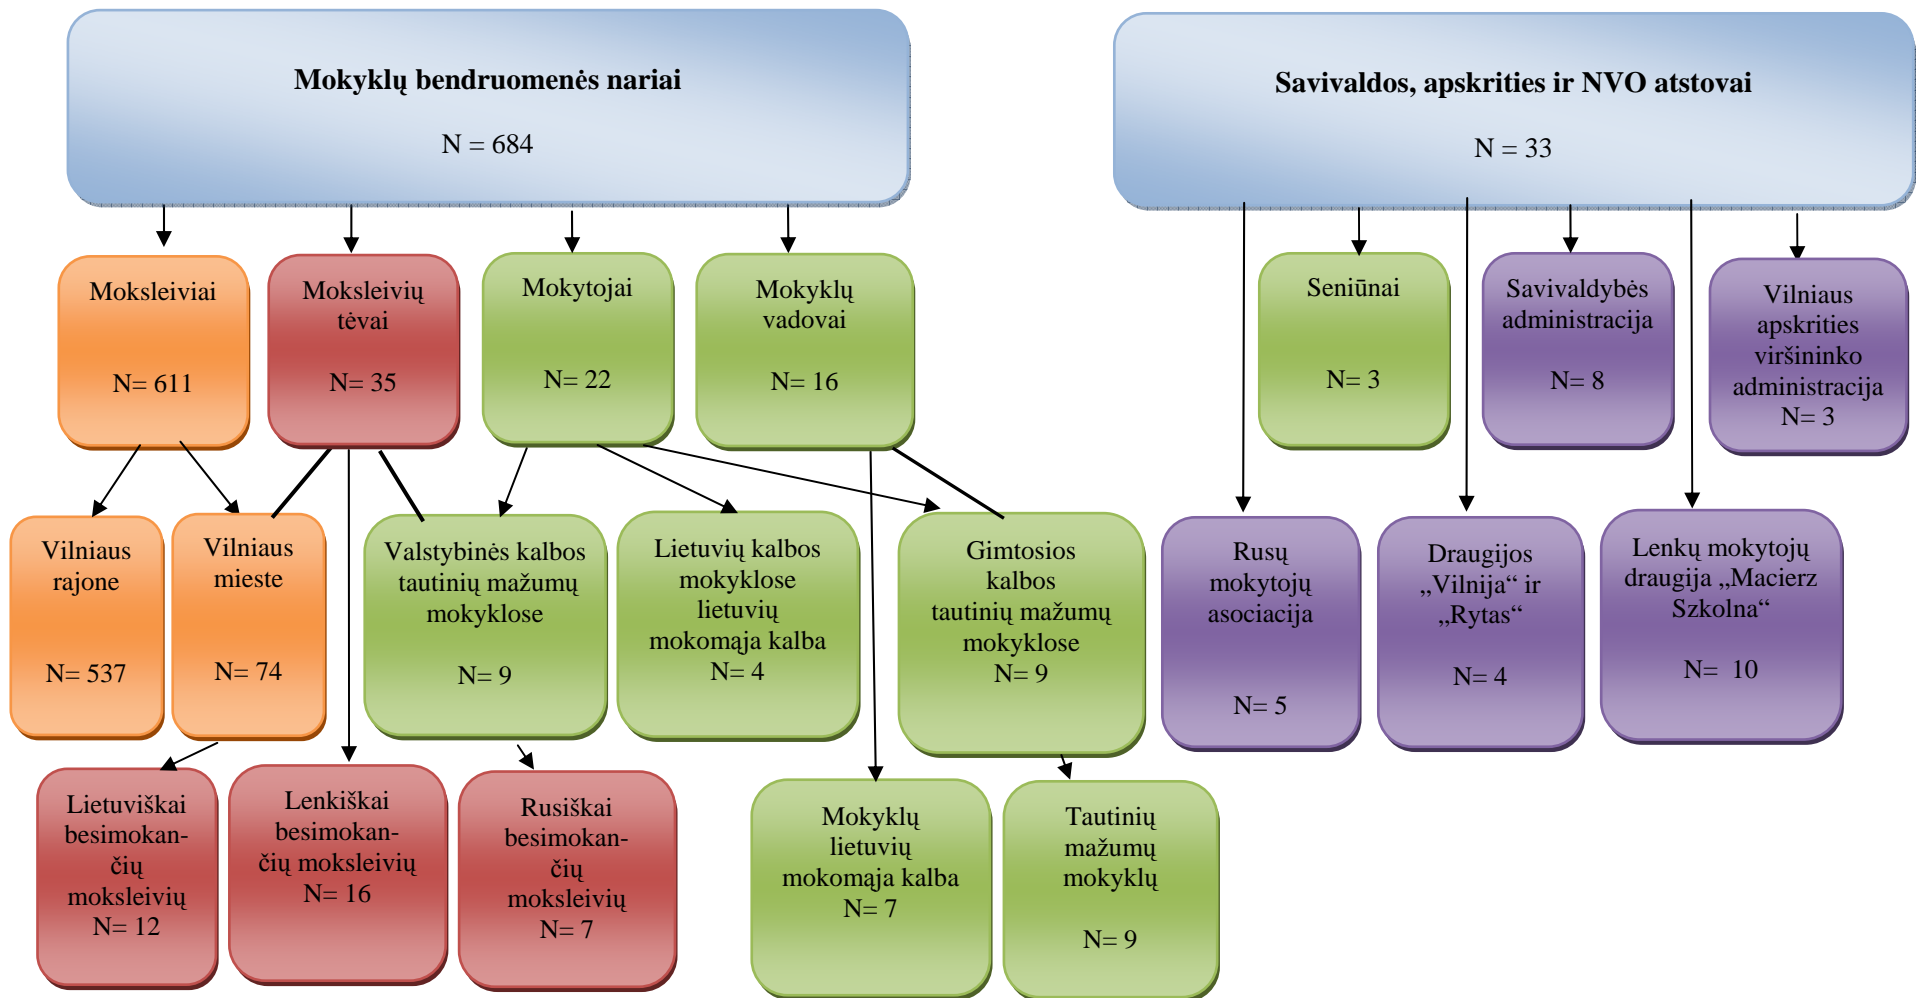 Mokyklų bendruomenės nariai
N = 684
Savivaldos, apskrities ir NVO atstovai
N = 33
Moksleiviai
N= 611
Moksleivių
tėvai
N= 35
Mokytojai
N= 22
Mokyklų
vadovai
N= 16
Seniūnai
N= 3
Savivaldybės
administracija
N= 8
Vilniaus
apskrities
viršininko
administracija
N= 3
Vilniaus
rajone
N= 537
Vilniaus
mieste
N= 74
Valstybinės kalbos
tautinių mažumų
mokyklose
N= 9
Lietuvių kalbos
mokyklose
lietuvių
mokomąja kalba
N= 4
Gimtosios
kalbos
tautinių mažumų
mokyklose
N= 9
Rusų
mokytojų
asociacija
N= 5
Draugijos
„Vilnija“ ir
„Rytas“
N= 4
Lenkų mokytojų
draugija „Macierz
Szkolna“
N=  10
Lietuviškai
besimokan-
čių
moksleivių
N= 12
Lenkiškai
besimokan-
čių moksleivių
N= 16
Rusiškai
besimokan-
čių
moksleivių
N= 7
Mokyklų
lietuvių
mokomąja kalba
N= 7
Tautinių
mažumų
mokyklų
N= 9